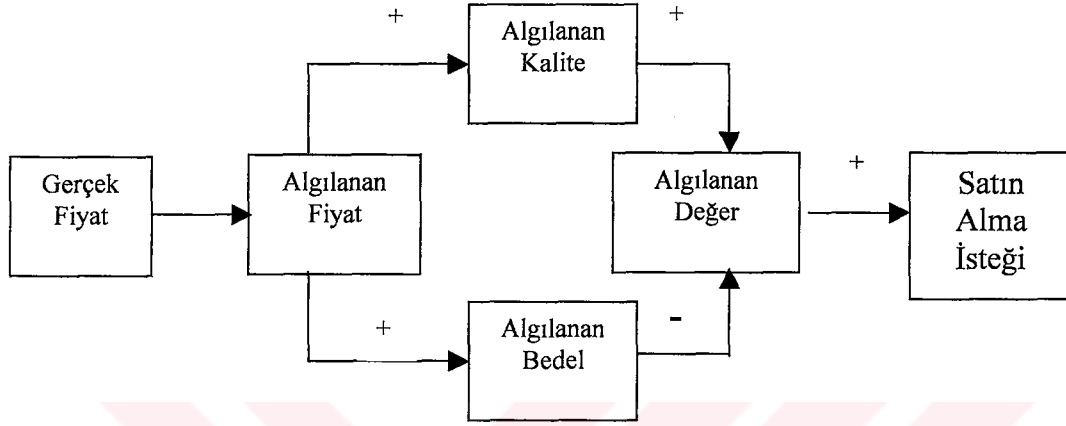 +
Algılanan
Kalite
+
Gerçek
Fiyat
Algılanan
Fiyat
Algılanan
Değer
+
Satın
Alma
İsteği
+
Algılanan
Bedel
-